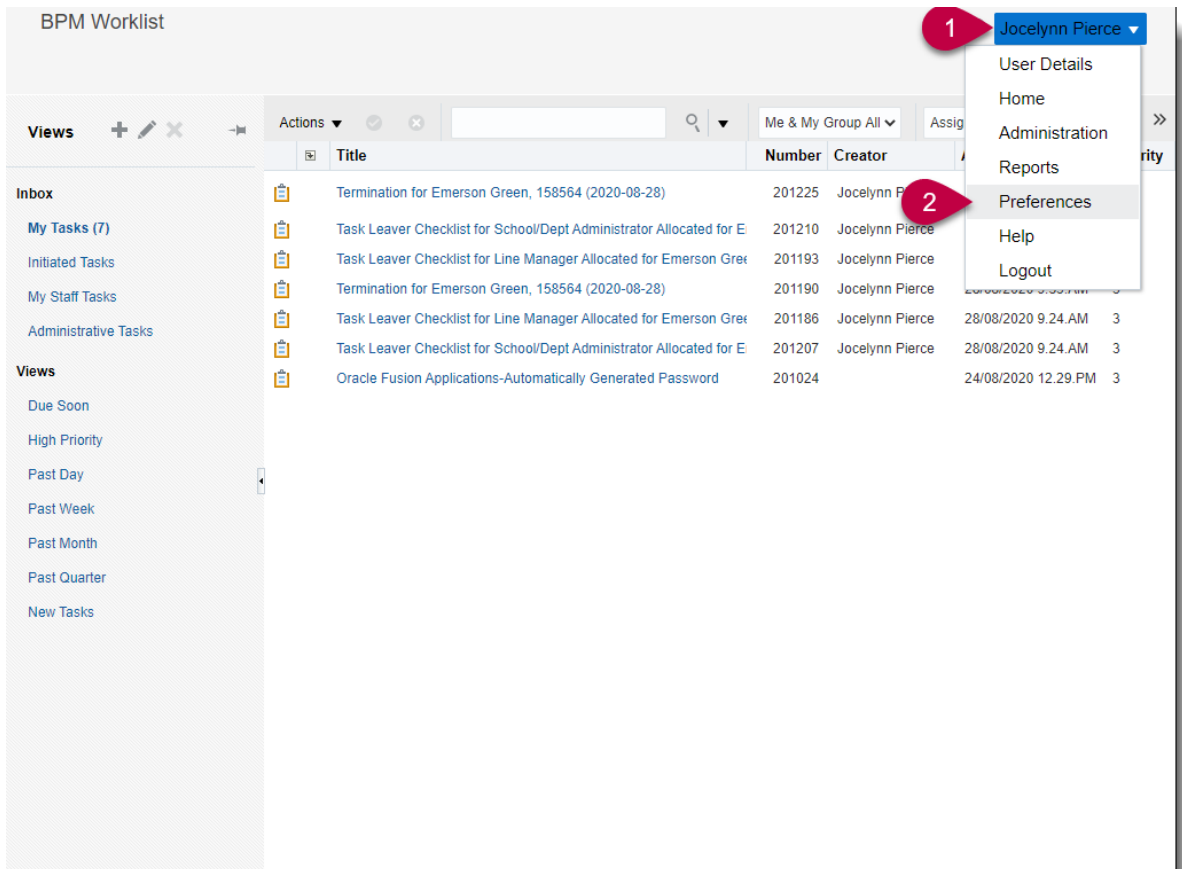 BPM Worklist
1
Jocelynn Pierce
User Details
Home
Administration
Reports
2
Preferences
Help
Logout
Views
Actions
Me & My Group All
Assig
Title Number Creator rity
Inbox
My Tasks (7)
Initiated Tasks
My Staff Tasks
Administrative Tasks
Views
Due Soon
High Priority
Past Day
Past Week
Past Month
Past Quarter
New Tasks
Termination for Emerson Green, 158564 (2020-08-28) 201225 Jocelynn P
Task Leaver Checklist for School/Dept Administrator Allocated for E 201210 Jocelynn Pierce
Task Leaver Checklist for Line Manager Allocated for Emerson Gree 201193 Jocelynn Pierce
Termination for Emerson Green, 158564 (2020-08-28) 201190 Jocelynn Pierce
Task Leaver Checklist for Line Manager Allocated for Emerson Gree 201186 Jocelynn Pierce 28/08/2020 9.24.AM 3
Task Leaver Checklist for School/Dept Administrator Allocated for E 201207 Jocelynn Pierce 28/08/2020 9.24.AM 3
Oracle Fusion Applications-Automatically Generated Password 201024 24/08/2020 12.29.PM 3